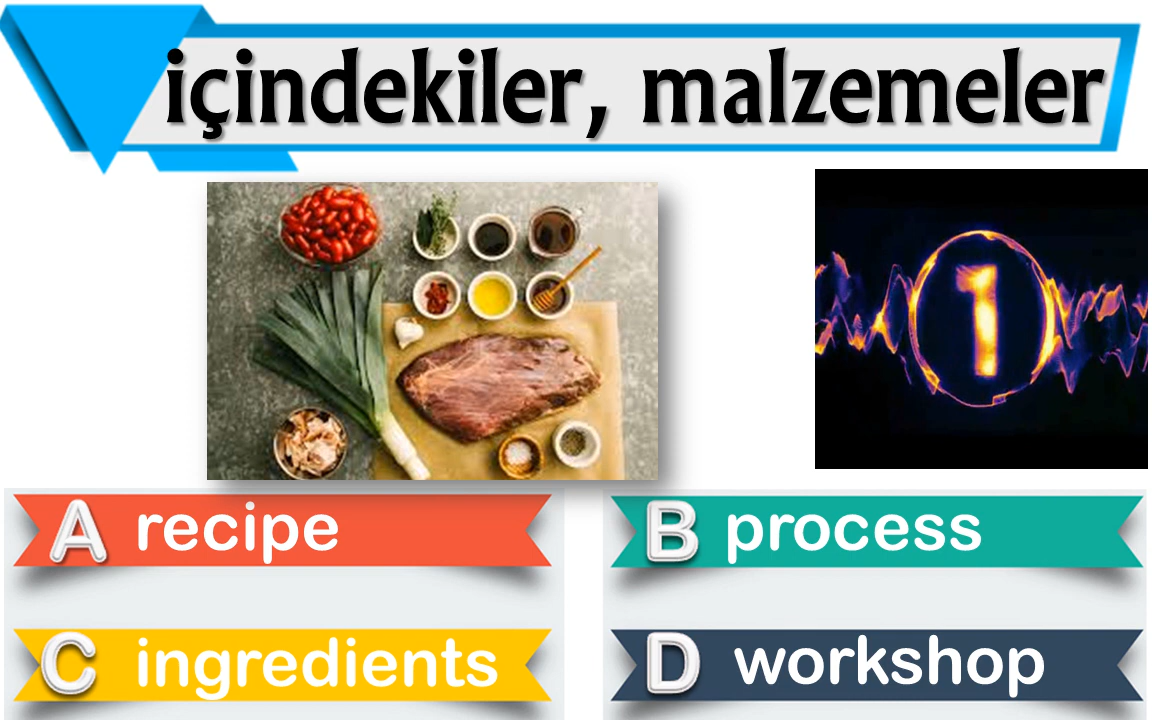 içindekiler, malzemeler
1
A recipe
B process
C ingredients
D workshop